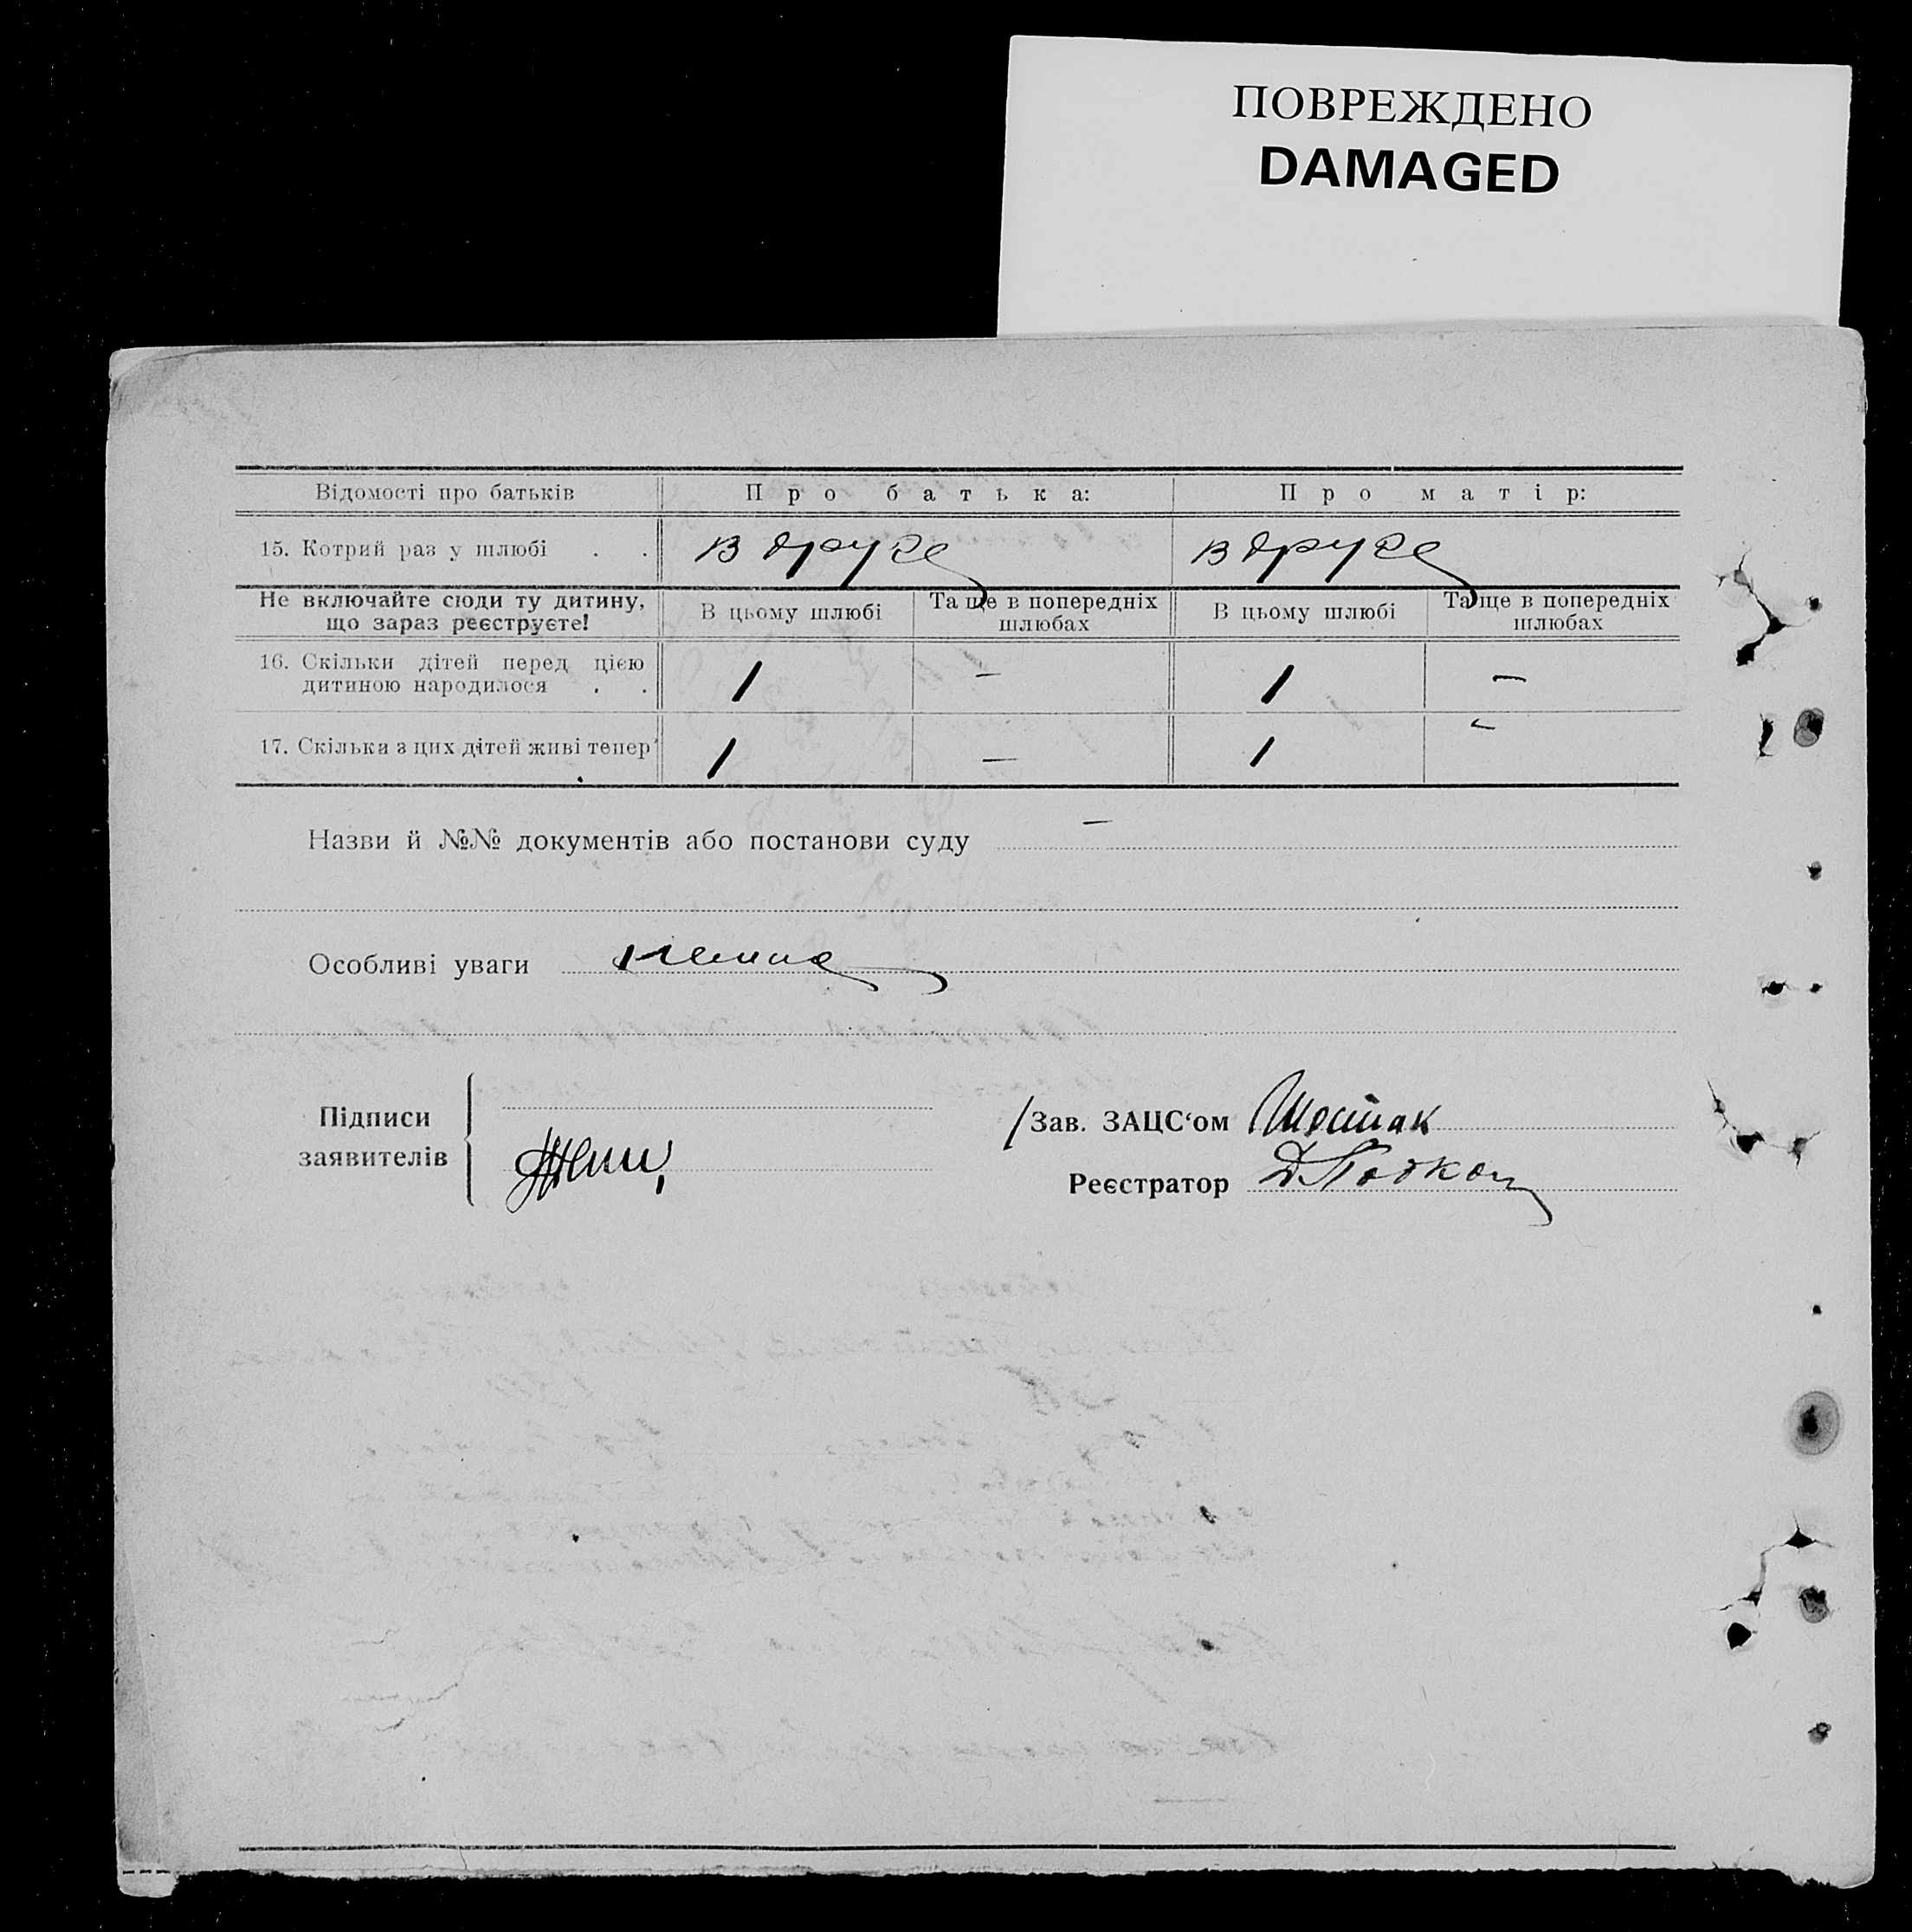 ПОВРЕЖДЕНО
DAMAGED
Відомості про батьків Про батька: Про матір:
15. Котрий раз у шлюбі . . вдруге вдруге
Не включайте сюди ту дитину, що зараз реєструєте! В цьому шлюбі Та ще в попередніх шлюбах В цьому шлюбі Та ще в попередніх шлюбах
16. Скільки дітей перед цією
дитиною народилося . . 1 — 1 —
17. Скільки з цих дітей живі тепер 1 — 1 —
Назви й №№ документів або постанови суду —
Особливі уваги нема
Підписи
заявителів
/Зав. ЗАЦС‘ом Шостак
Реєстратор